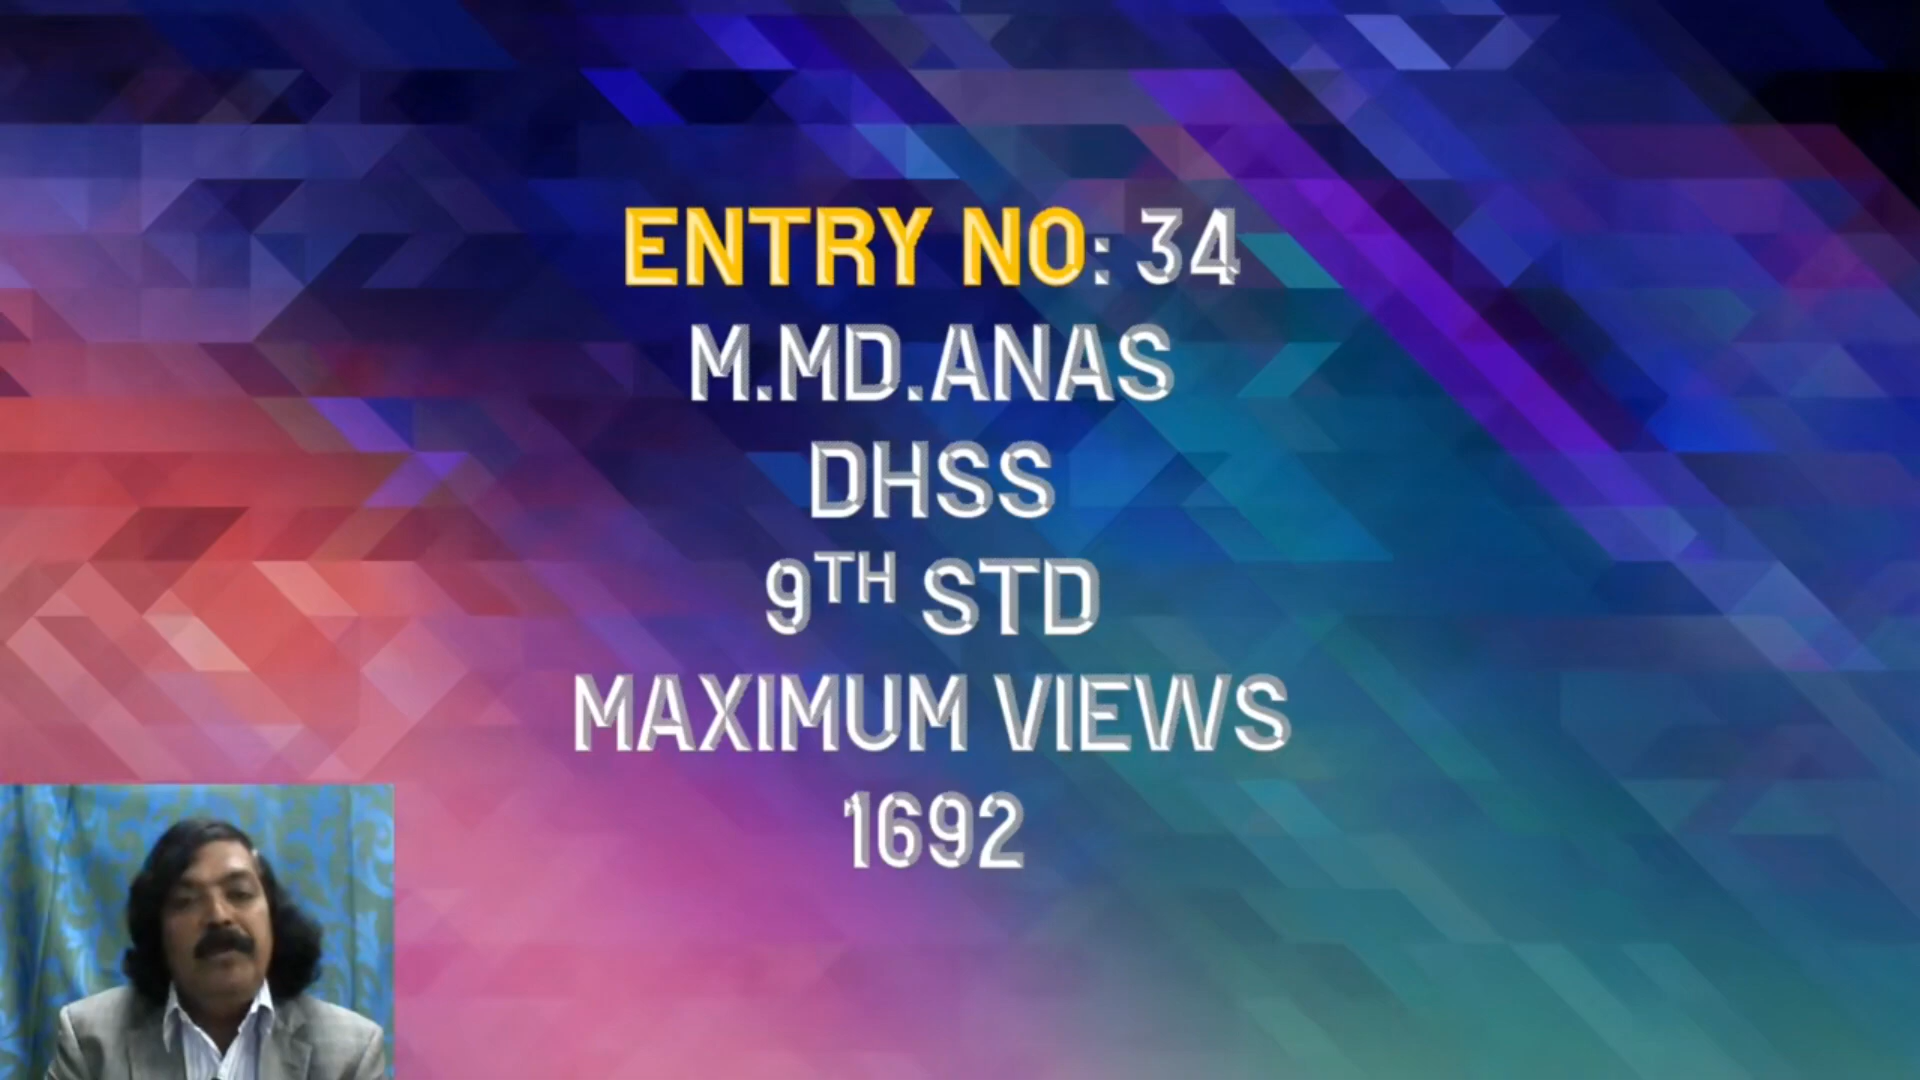 ENTRY NO: 34
M.MD.ANAS
DHSS
9TH STD
MAXIMUM VIEWS
1692